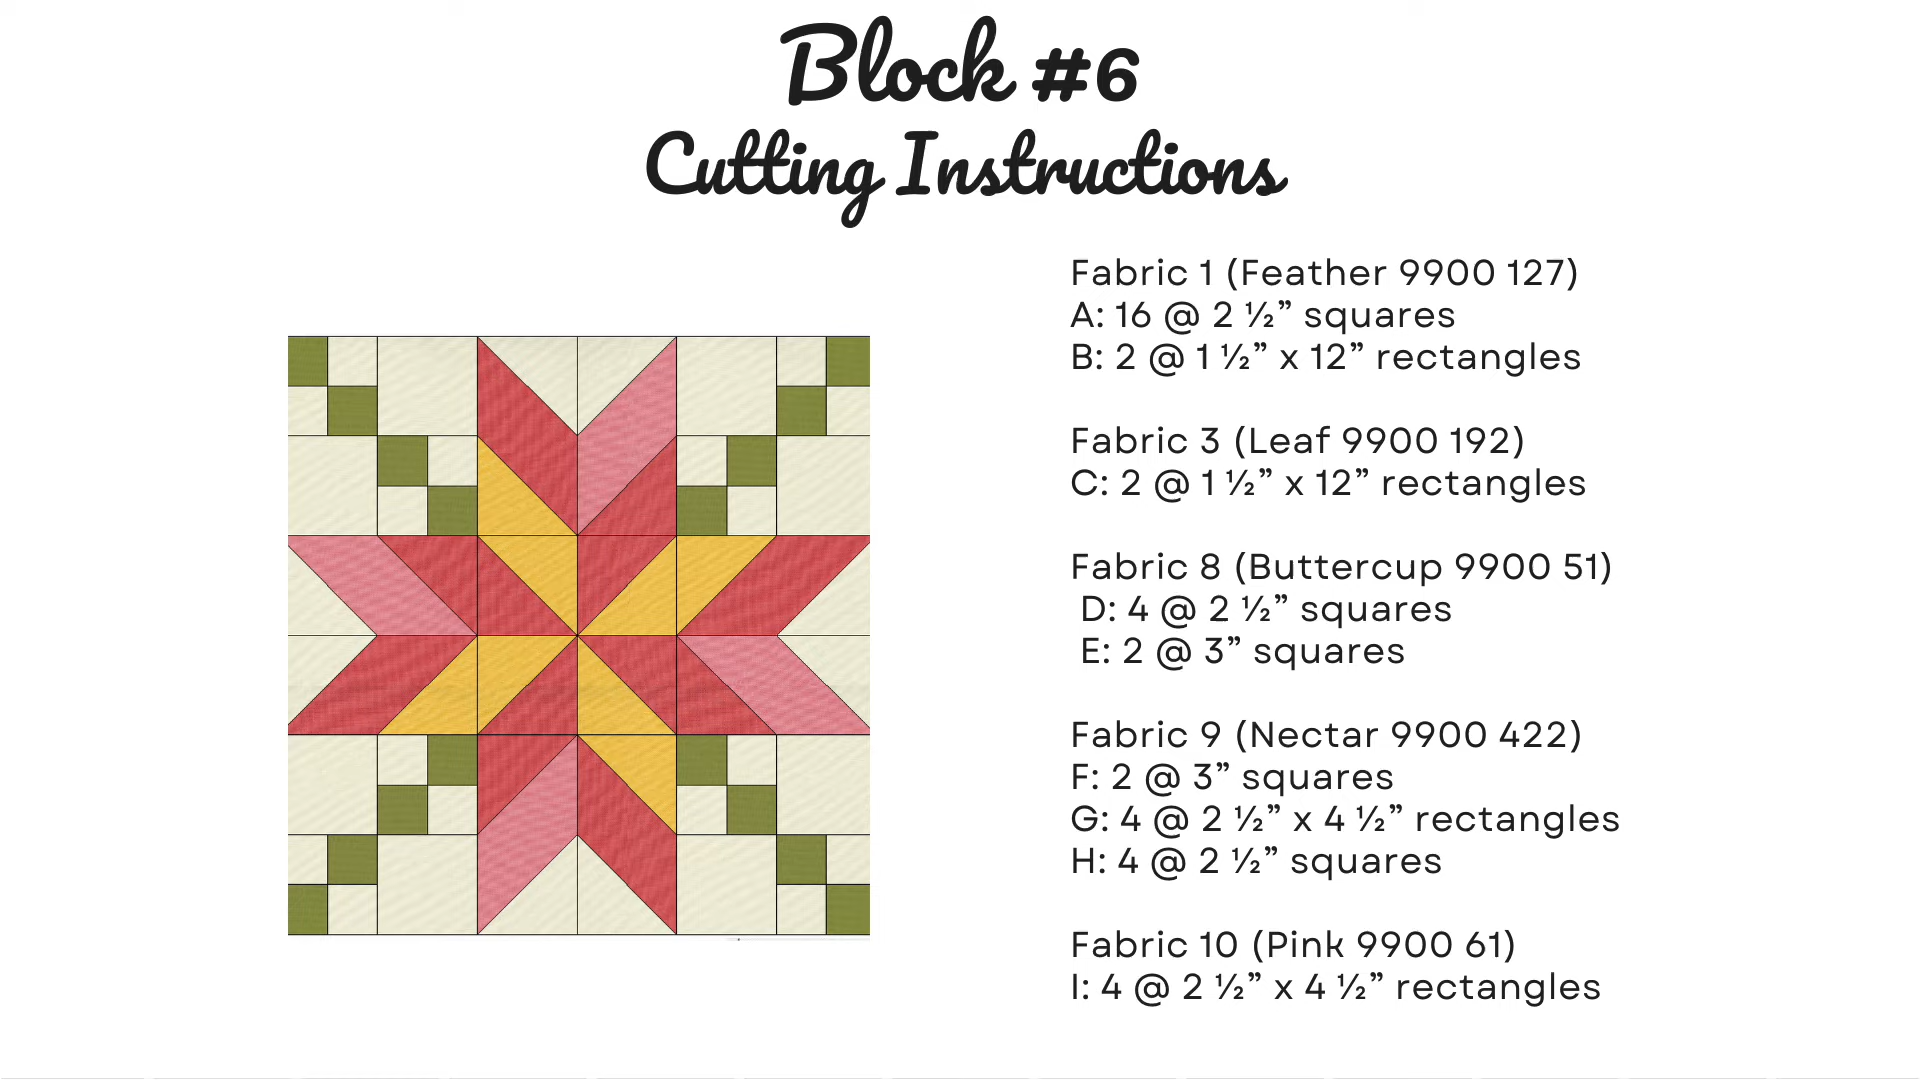 Block #6
Cutting Instructions
Fabric 1 (Feather 9900 127)
A: 16 @ 2 ½” squares
B: 2 @ 1 ½” x 12” rectangles
Fabric 3 (Leaf 9900 192)
C: 2 @ 1 ½” x 12” rectangles
Fabric 8 (Buttercup 9900 51)
D: 4 @ 2 ½” squares
E: 2 @ 3” squares
Fabric 9 (Nectar 9900 422)
F: 2 @ 3” squares
G: 4 @ 2 ½” x 4 ½” rectangles
H: 4 @ 2 ½” squares
Fabric 10 (Pink 9900 61)
I: 4 @ 2 ½” x 4 ½” rectangles